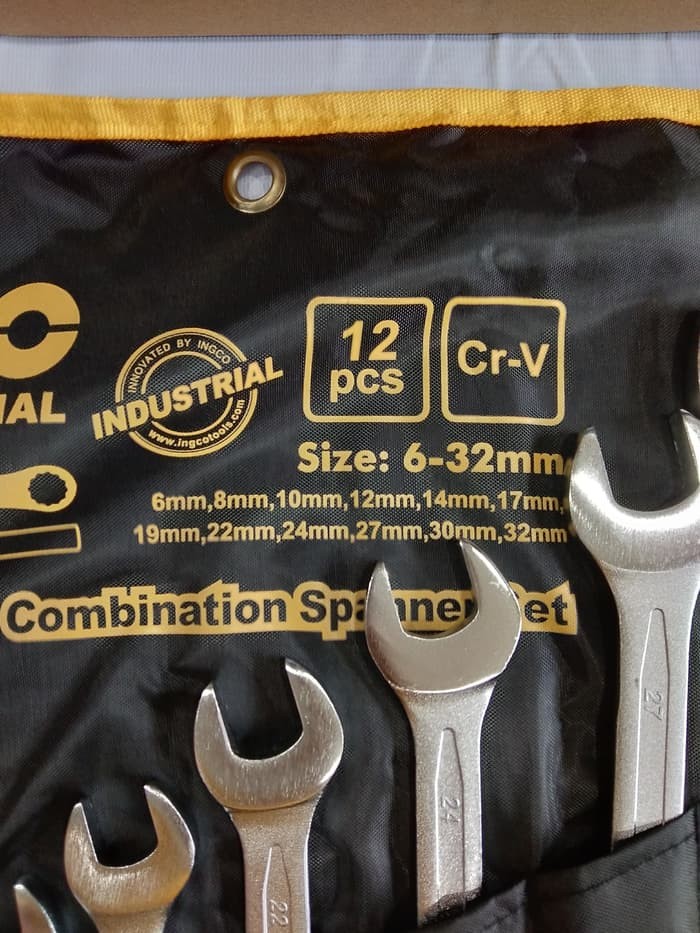 INNOVATED BY INGCO
INDUSTRIAL
www.ingcotools.com
12
pcs
Cr-V
Size: 6-32mm
6mm,8mm,10mm,12mm,14mm,17mm,
19mm,22mm,24mm,27mm,30mm,32mm
Combination Spanner Set
27
24
22